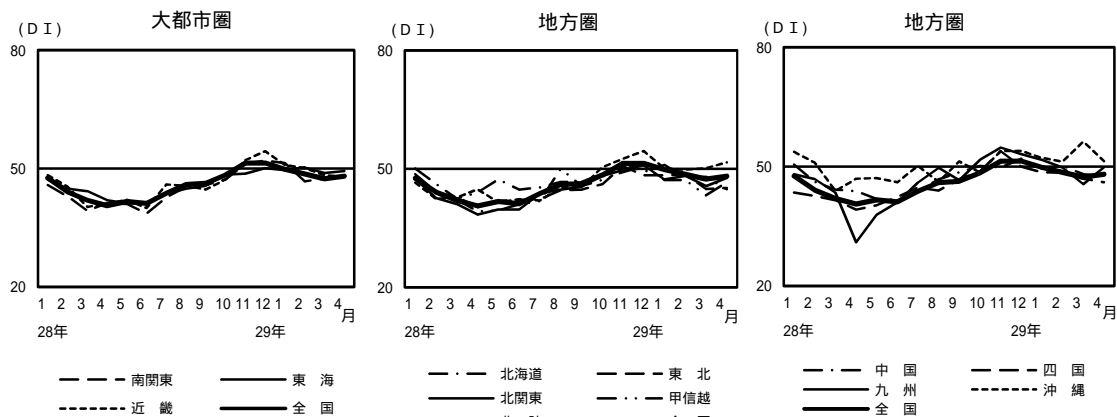 大都市圏
(ＤＩ)
80
50
20
1 2 3 4 5 6 7 8 9 10 11 12 1 2 3 4月
28年 29年
南関東 東 海
近 畿 全 国
地方圏
(ＤＩ)
80
50
20
1 2 3 4 5 6 7 8 9 10 11 12 1 2 3 4月
28年 29年
北海道 東 北
北関東 甲信越
地方圏
(ＤＩ)
80
50
20
1 2 3 4 5 6 7 8 9 10 11 12 1 2 3 4月
28年 29年
中 国 四 国
九 州 沖 縄
全 国